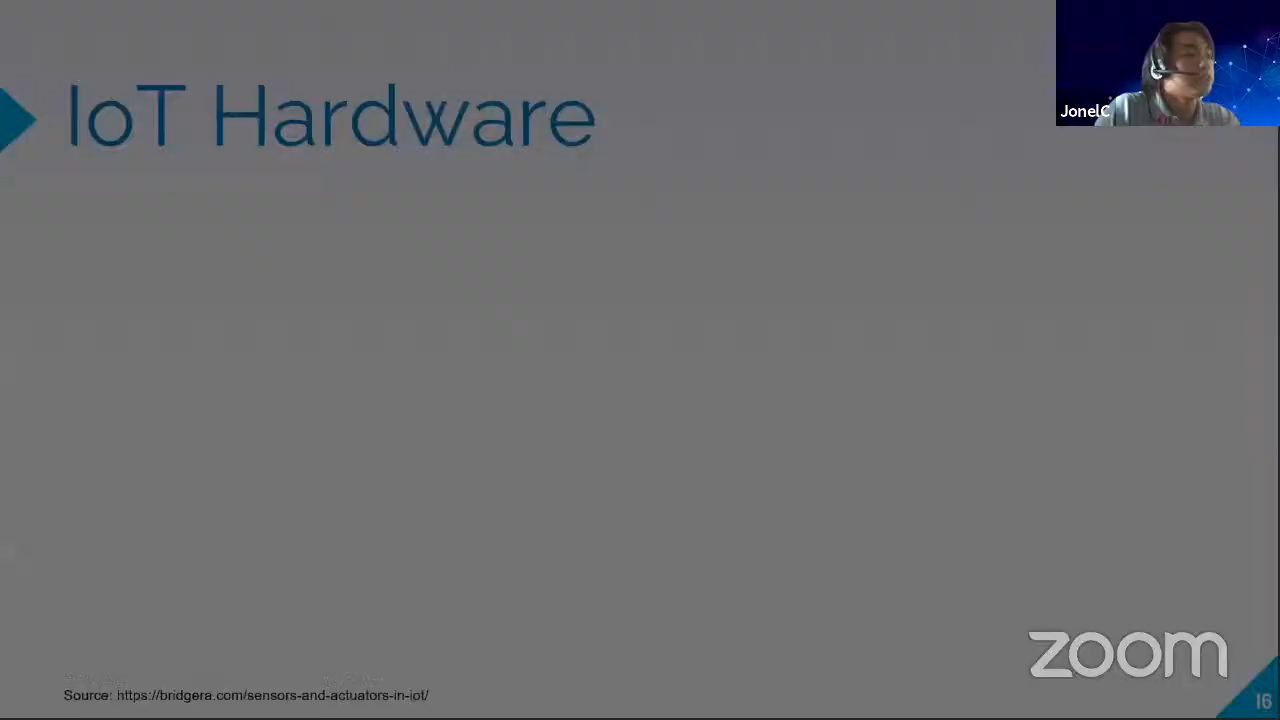 IoT Hardware
JonelC
zoom
Source: https://bridgera.com/sensors-and-actuators-in-iot/
16